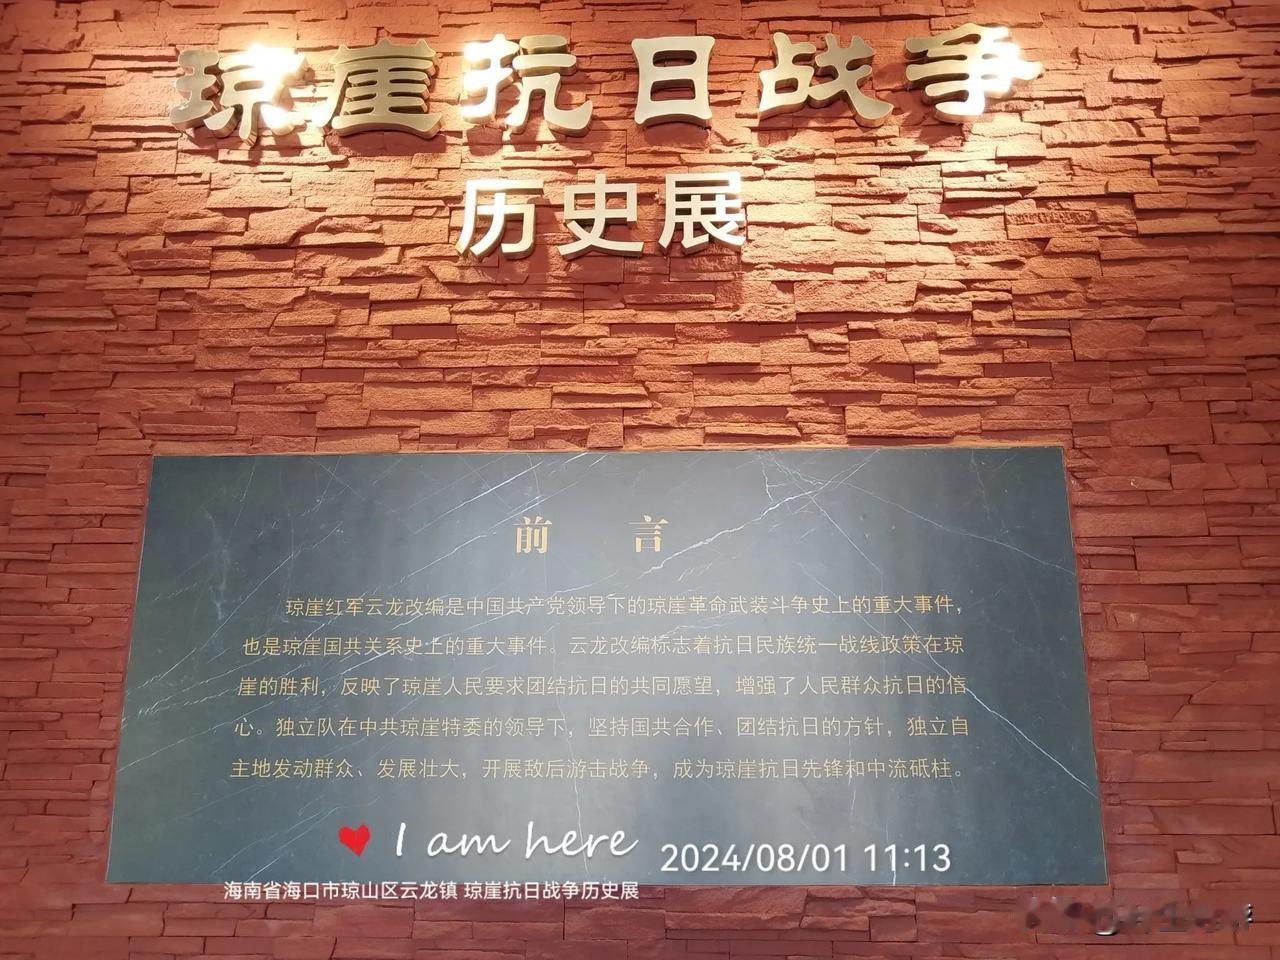 琼崖抗日战争
历史展
前 言
琼崖红军云龙改编是中国共产党领导下的琼崖革命武装斗争史上的重大事件，
也是琼崖国共关系史上的重大事件。云龙改编标志着抗日民族统一战线政策在琼
崖的胜利，反映了琼崖人民要求团结抗日的共同愿望，增强了人民群众抗日的信
心。独立队在中共琼崖特委的领导下，坚持国共合作、团结抗日的方针，独立自
主地发动群众、发展壮大，开展敌后游击战争，成为琼崖抗日先锋和中流砥柱。
I am here 2024/08/01 11:13
海南省海口市琼山区云龙镇 琼崖抗日战争历史展